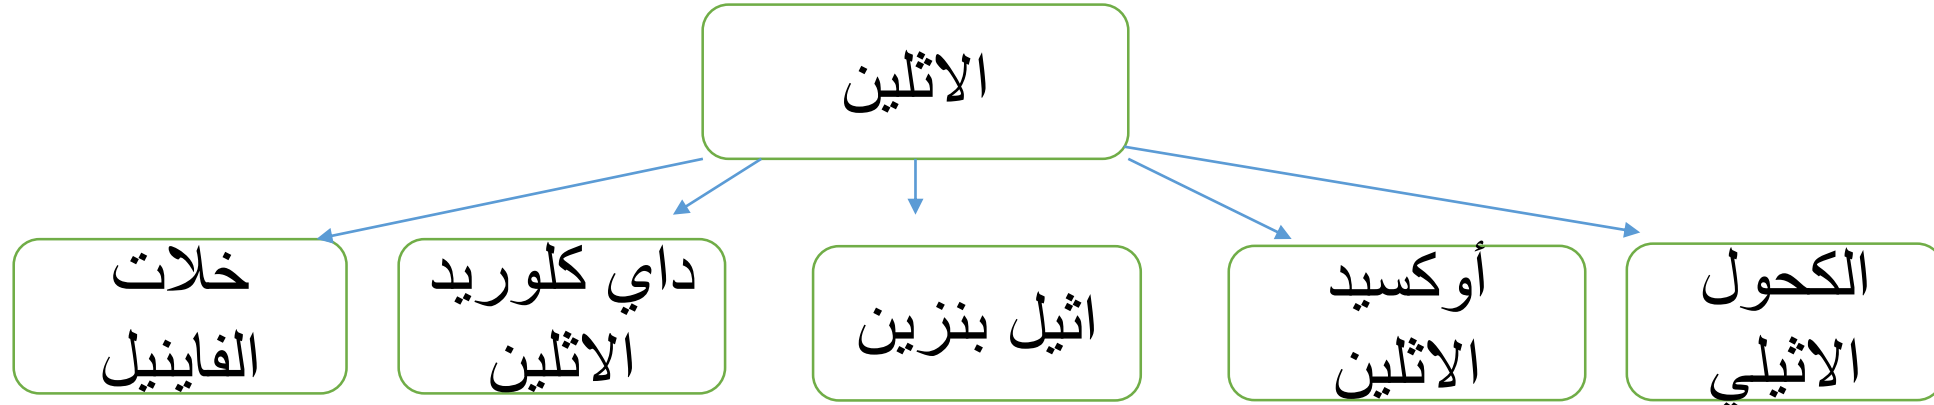 الاثلين
الكحول
الاثيلي
أوكسيد
الاثلين
اثيل بنزين
داي كلوريد
الاثلين
خلات
الفاينيل